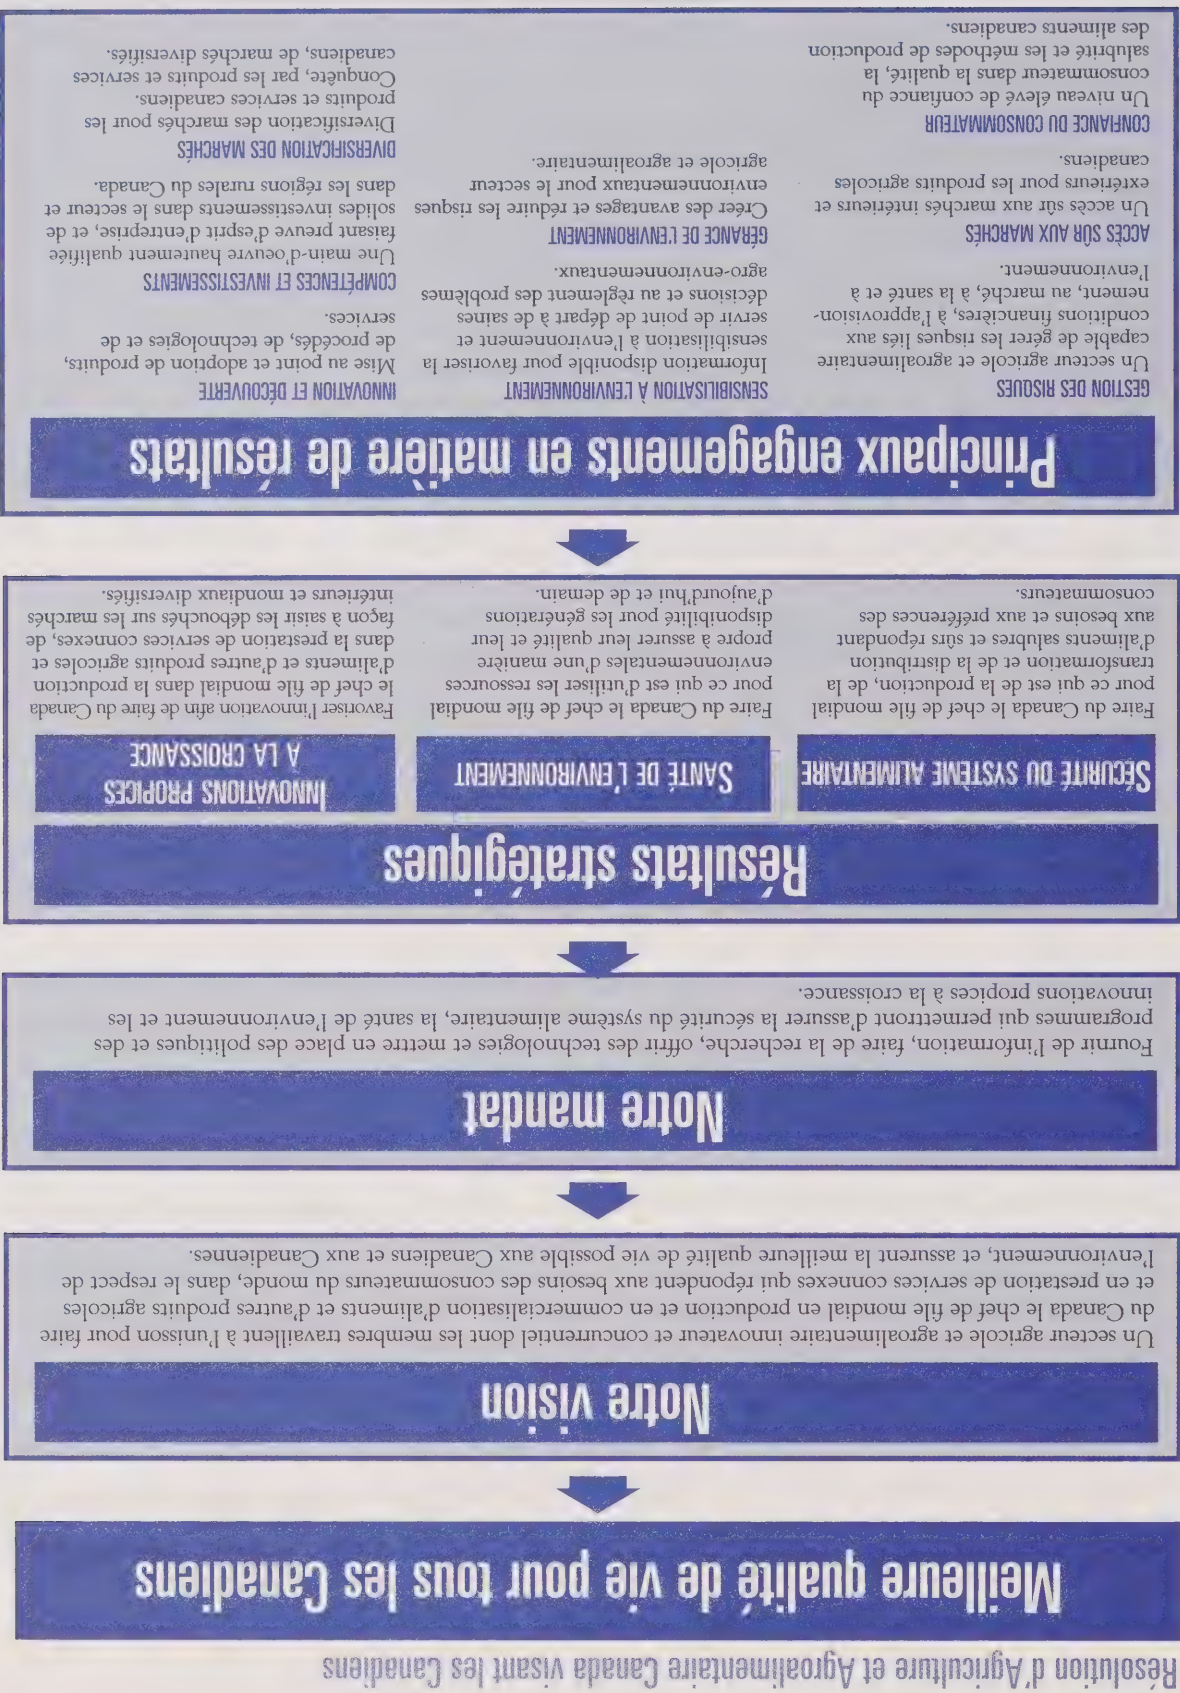 Résolution d'Agriculture et Agroalimentaire Canada visant les Canadiens
Meilleure qualité de vie pour tous les Canadiens
Notre vision
Un secteur agricole et agroalimentaire innovateur et concurrentiel dont les membres travaillent à l'unisson pour faire
du Canada le chef de file mondial en production et en commercialisation d'aliments et d'autres produits agricoles
et en prestation de services connexes qui répondent aux besoins des consommateurs du monde, dans le respect de
l'environnement, et assurent la meilleure qualité de vie possible aux Canadiens et aux Canadiennes.
Notre mandat
Fournir de l'information, faire de la recherche, offrir des technologies et mettre en place des politiques et des
programmes qui permettront d'assurer la sécurité du système alimentaire, la santé de l'environnement et les
innovations propices à la croissance.
Résultats stratégiques
SÉCURITÉ DU SYSTÈME ALIMENTAIRE
Faire du Canada le chef de file mondial
pour ce qui est de la production, de la
transformation et de la distribution
d'aliments salubres et sûrs répondant
aux besoins et aux préférences des
consommateurs.
SANTÉ DE L'ENVIRONNEMENT
Faire du Canada le chef de file mondial
pour ce qui est d'utiliser les ressources
environnementales d'une manière
propre à assurer leur qualité et leur
disponibilité pour les générations
d'aujourd'hui et de demain.
INNOVATIONS PROPICES
À LA CROISSANCE
Favoriser l'innovation afin de faire du Canada
le chef de file mondial dans la production
d'aliments et d'autres produits agricoles et
dans la prestation de services connexes, de
façon à saisir les débouchés sur les marchés
intérieurs et mondiaux diversifiés.
Principaux engagements en matière de résultats
GESTION DES RISQUES
Un secteur agricole et agroalimentaire
capable de gérer les risques liés aux
conditions financières, à l'approvision-
nement, au marché, à la santé et à
l'environnement.
ACCÈS SÛR AUX MARCHÉS
Un accès sûr aux marchés intérieurs et
extérieurs pour les produits agricoles
canadiens.
CONFIANCE DU CONSOMMATEUR
Un niveau élevé de confiance du
consommateur dans la qualité, la
salubrité et les méthodes de production
des aliments canadiens.
SENSIBILISATION À L'ENVIRONNEMENT
Information disponible pour favoriser la
sensibilisation à l'environnement et
servir de point de départ à de saines
décisions et au règlement des problèmes
agro-environnementaux.
GÉRANCE DE L'ENVIRONNEMENT
Créer des avantages et réduire les risques
environnementaux pour le secteur
agricole et agroalimentaire.
INNOVATION ET DÉCOUVERTE
Mise au point et adoption de produits,
de procédés, de technologies et de
services.
COMPÉTENCES ET INVESTISSEMENTS
Une main-d'oeuvre hautement qualifiée
faisant preuve d'esprit d'entreprise, et de
solides investissements dans le secteur et
dans les régions rurales du Canada.
DIVERSIFICATION DES MARCHÉS
Diversification des marchés pour les
produits et services canadiens.
Conquête, par les produits et services
canadiens, de marchés diversifiés.